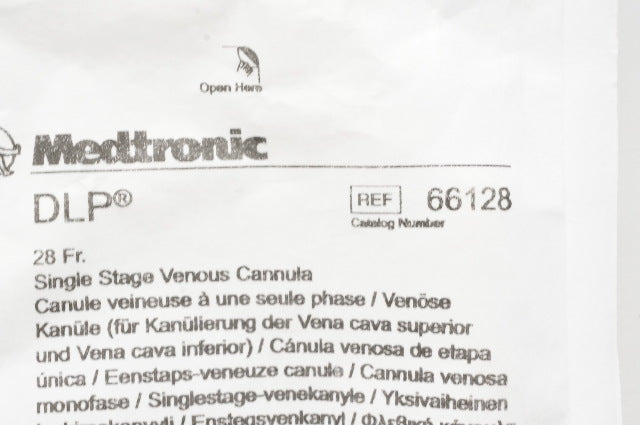 Open Here
Medtronic
DLP®
REF 66128
Catalog Number
28 Fr.
Single Stage Venous Cannula
Canule veineuse à une seule phase / Venöse
Kanüle (für Kanülierung der Vena cava superior
und Vena cava inferior) / Cánula venosa de etapa
única / Eenstaps-veneuze canule / Cannula venosa
monofase / Singlestage-venekanyle / Yksivaiheinen
/ Enstegsvenkanyl /